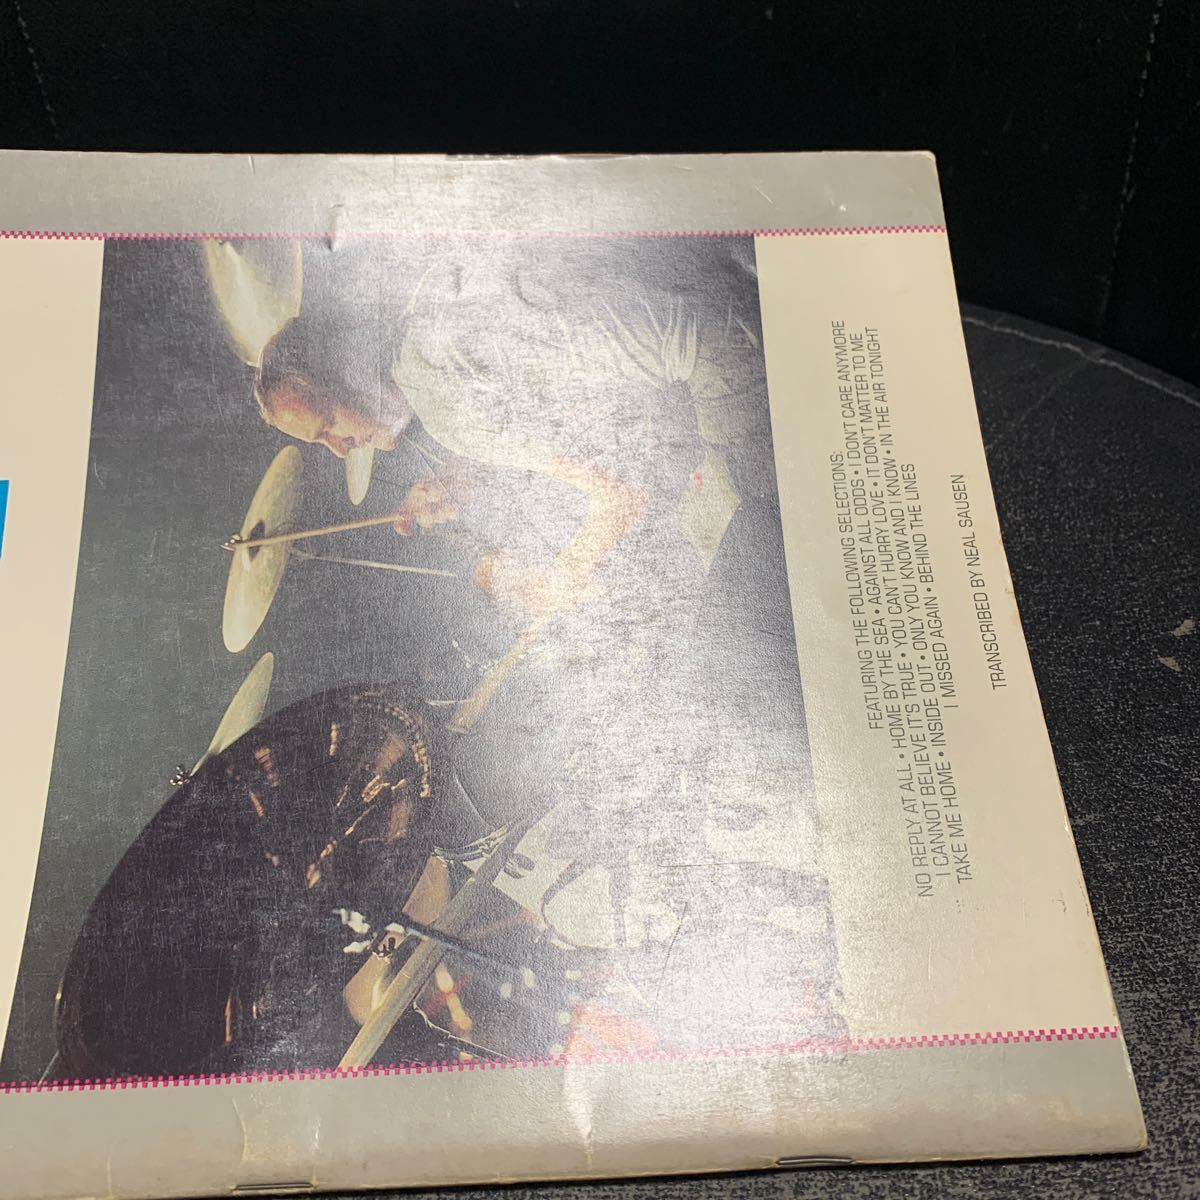 FEATURING THE FOLLOWING SELECTIONS:
NO REPLY AT ALL • HOME BY THE SEA • AGAINST ALL ODDS • I DON'T CARE ANYMORE
I CANNOT BELIEVE IT'S TRUE • YOU CAN'T HURRY LOVE • IT DON'T MATTER TO ME
TAKE ME HOME • INSIDE OUT • ONLY YOU KNOW AND I KNOW • IN THE AIR TONIGHT
I MISSED AGAIN • BEHIND THE LINES
TRANSCRIBED BY NEAL SAUSEN